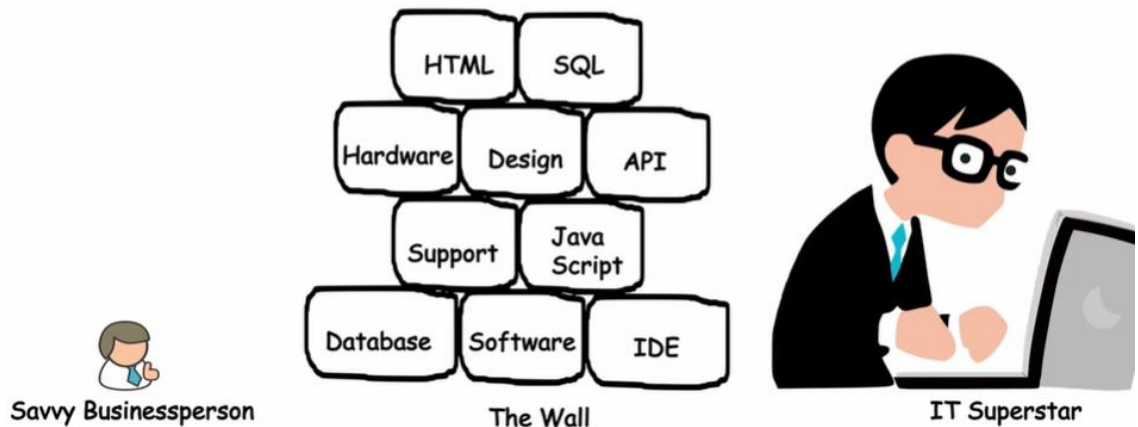 HTML SQL
Hardware Design API
Support Java
Script
Database Software IDE
Savvy Businessperson The Wall IT Superstar